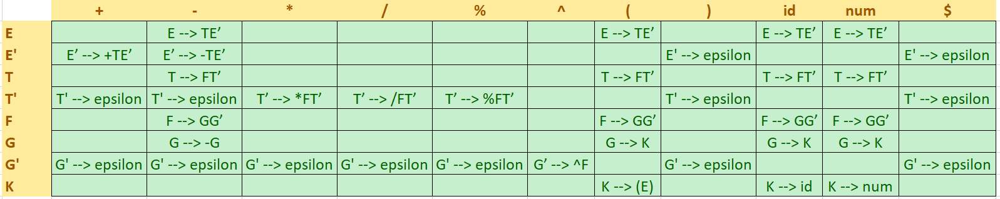 + - * / % ^ ( ) id num $
E E --> TE’ E --> TE’ E --> TE’ E --> TE’
E' E’ --> +TE’ E’ --> -TE’ E' --> epsilon E' --> epsilon
T T --> FT’ T --> FT’ T --> FT’ T --> FT’
T' T' --> epsilon T' --> epsilon T’ --> *FT’ T’ --> /FT’ T’ --> %FT’ T' --> epsilon T' --> epsilon
F F --> GG’ F --> GG’ F --> GG’ F --> GG’
G G --> -G G --> K G --> K G --> K
G' G' --> epsilon G' --> epsilon G' --> epsilon G' --> epsilon G' --> epsilon G’ --> ^F G' --> epsilon G' --> epsilon
K K --> (E) K --> id K --> num